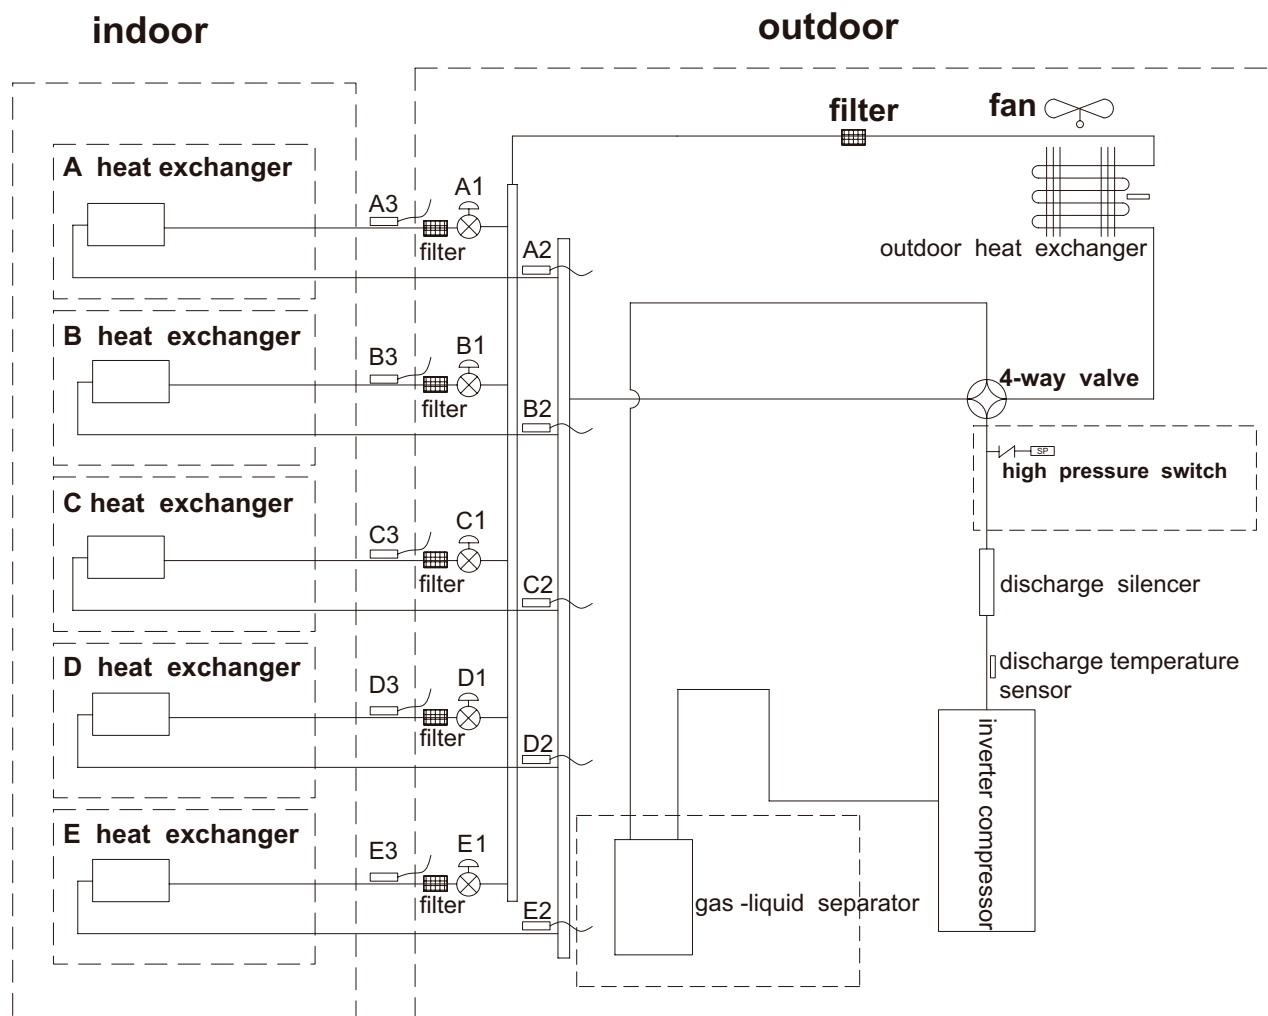 indoor
outdoor
filter
fan
A heat exchanger
A3
A1
filter
A2
outdoor heat exchanger
B heat exchanger
B3
B1
filter
B2
4-way valve
SP
high pressure switch
C heat exchanger
C3
C1
filter
C2
discharge silencer
D heat exchanger
D3
D1
filter
D2
discharge temperature
sensor
inverter compressor
E heat exchanger
E3
E1
filter
E2
gas -liquid separator